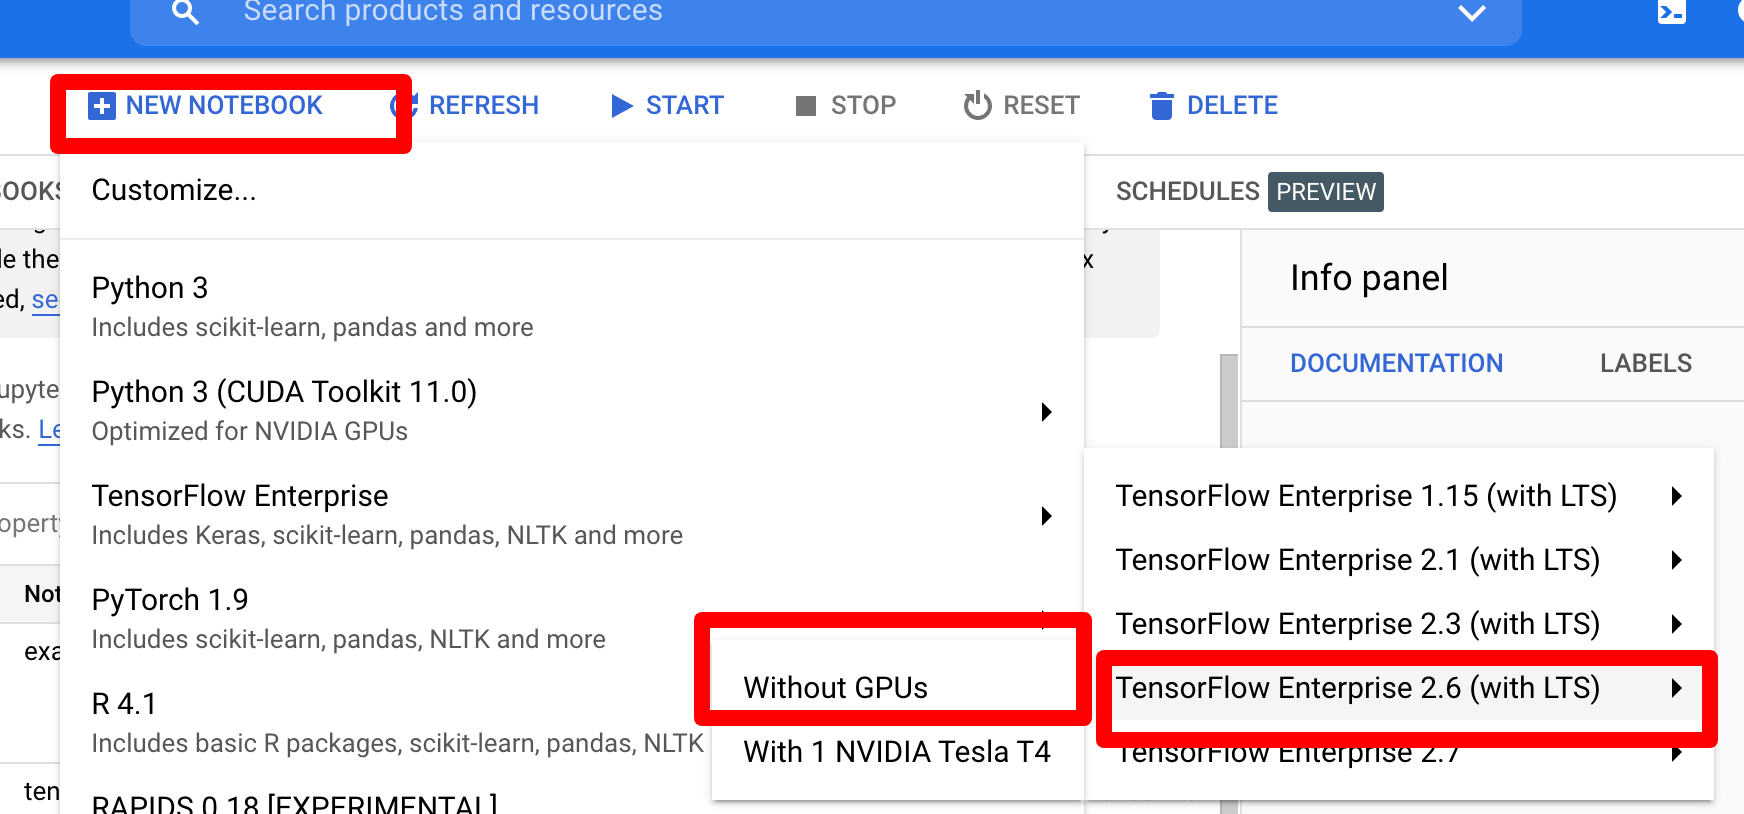 Search products and resources
NEW NOTEBOOK
REFRESH
START
STOP
RESET
DELETE
SCHEDULES
PREVIEW
Customize...
Python 3
Includes scikit-learn, pandas and more
Python 3 (CUDA Toolkit 11.0)
Optimized for NVIDIA GPUs
TensorFlow Enterprise
Includes Keras, scikit-learn, pandas, NLTK and more
PyTorch 1.9
Includes scikit-learn, pandas, NLTK and more
R 4.1
Includes basic R packages, scikit-learn, pandas, NLTK
RAPIDS 0.18 [EXPERIMENTAL]
Without GPUs
With 1 NVIDIA Tesla T4
TensorFlow Enterprise 1.15 (with LTS)
TensorFlow Enterprise 2.1 (with LTS)
TensorFlow Enterprise 2.3 (with LTS)
TensorFlow Enterprise 2.6 (with LTS)
TensorFlow Enterprise 2.7
Info panel
DOCUMENTATION
LABELS